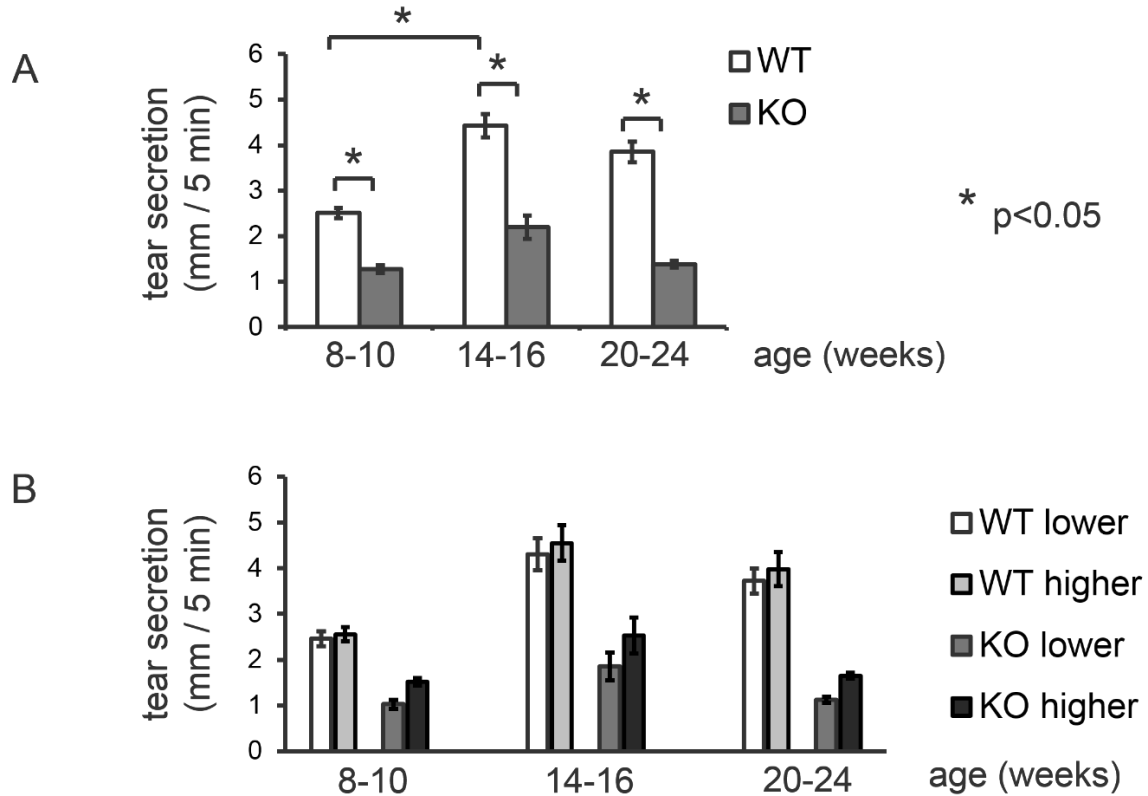 A
tear secretion
(mm / 5 min)
6
5
4
3
2
1
0
*
*
*
*
8-10
14-16
20-24
age (weeks)
WT
KO
* p<0.05
B
tear secretion
(mm / 5 min)
6
5
4
3
2
1
0
8-10
14-16
20-24
age (weeks)
WT lower
WT higher
KO lower
KO higher